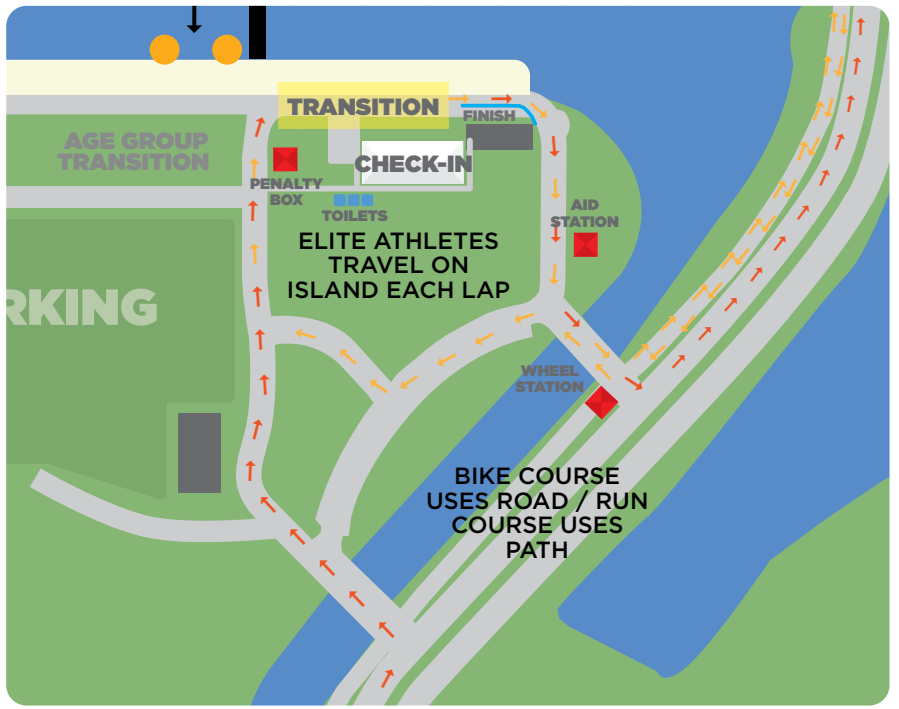 TRANSITION
FINISH
AGE GROUP
TRANSITION
CHECK-IN
PENALTY
BOX
TOILETS
AID
STATION
ELITE ATHLETES
TRAVEL ON
ISLAND EACH LAP
RKING
WHEEL
STATION
BIKE COURSE
USES ROAD / RUN
COURSE USES
PATH